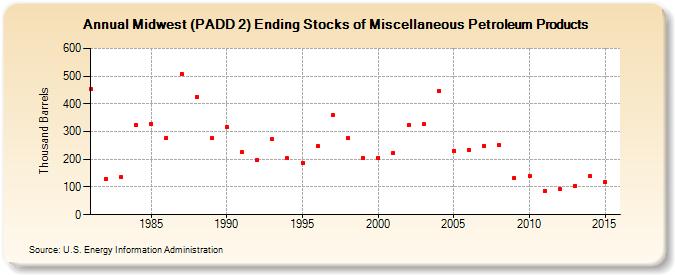 Annual Midwest (PADD 2) Ending Stocks of Miscellaneous Petroleum Products
Thousand Barrels
600
500
400
300
200
100
0
1985 1990 1995 2000 2005 2010 2015
Source: U.S. Energy Information Administration